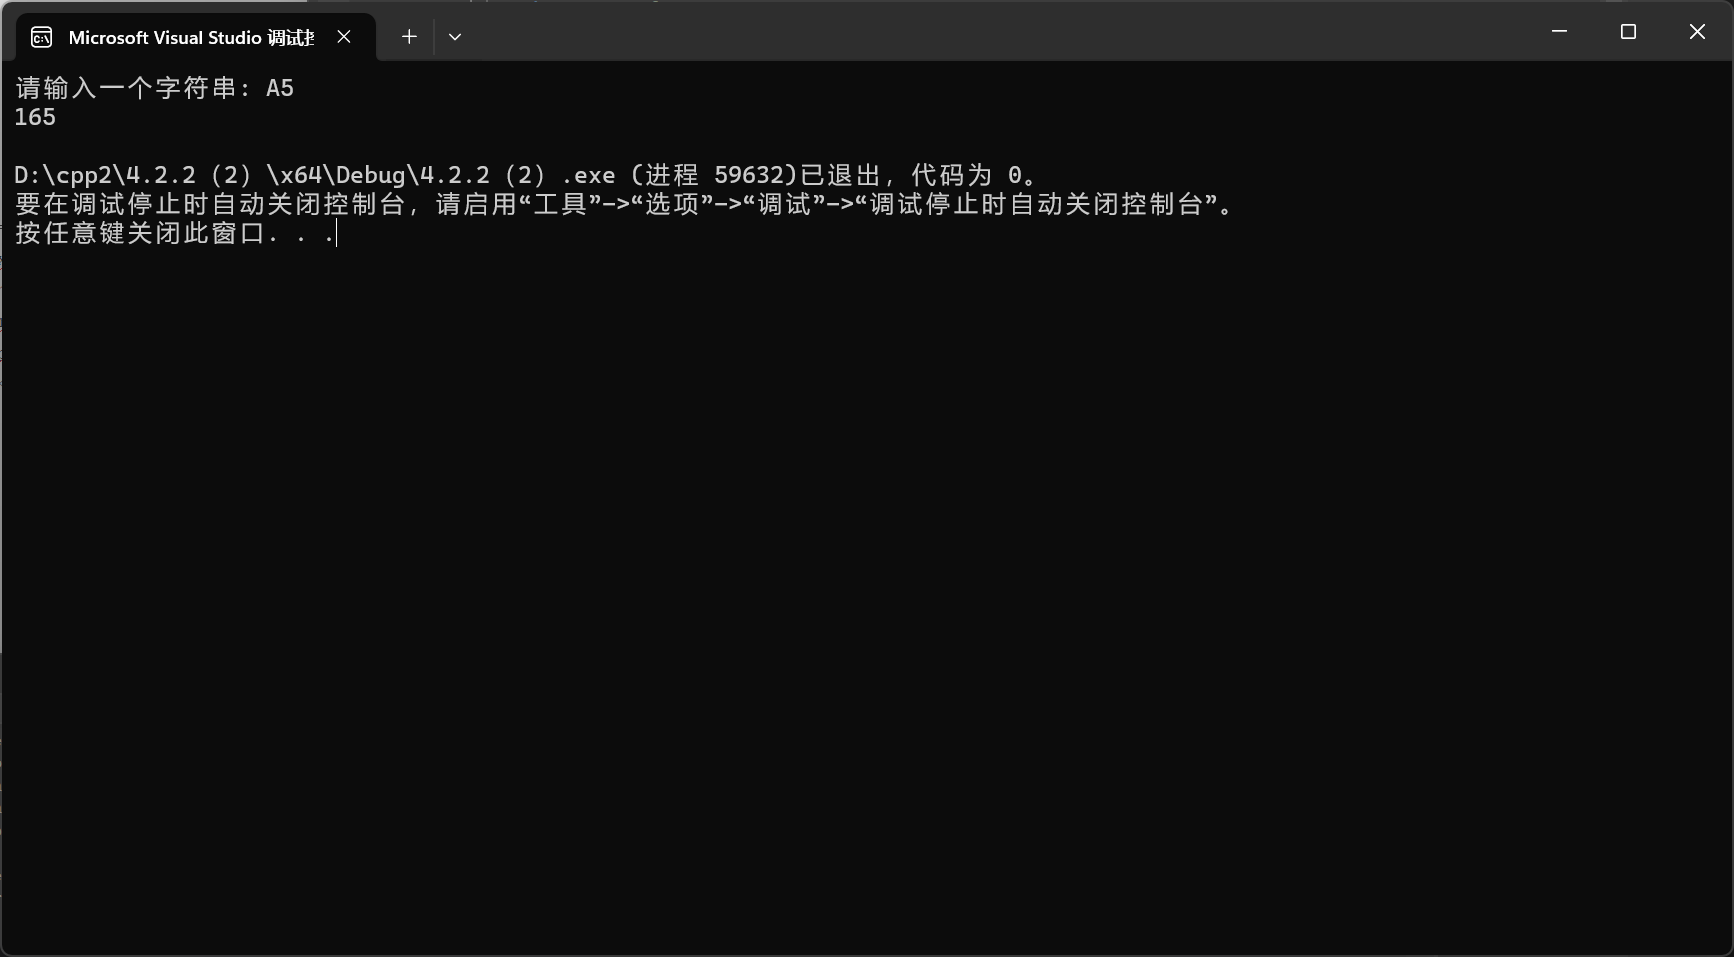 Microsoft Visual Studio 调试
请输入一个字符串: A5
165
D:\cpp2\4.2.2（2）\x64\Debug\4.2.2（2）.exe (进程 59632)已退出，代码为 0。
要在调试停止时自动关闭控制台，请启用“工具”->“选项”->“调试”->“调试停止时自动关闭控制台”。
按任意键关闭此窗口. . .